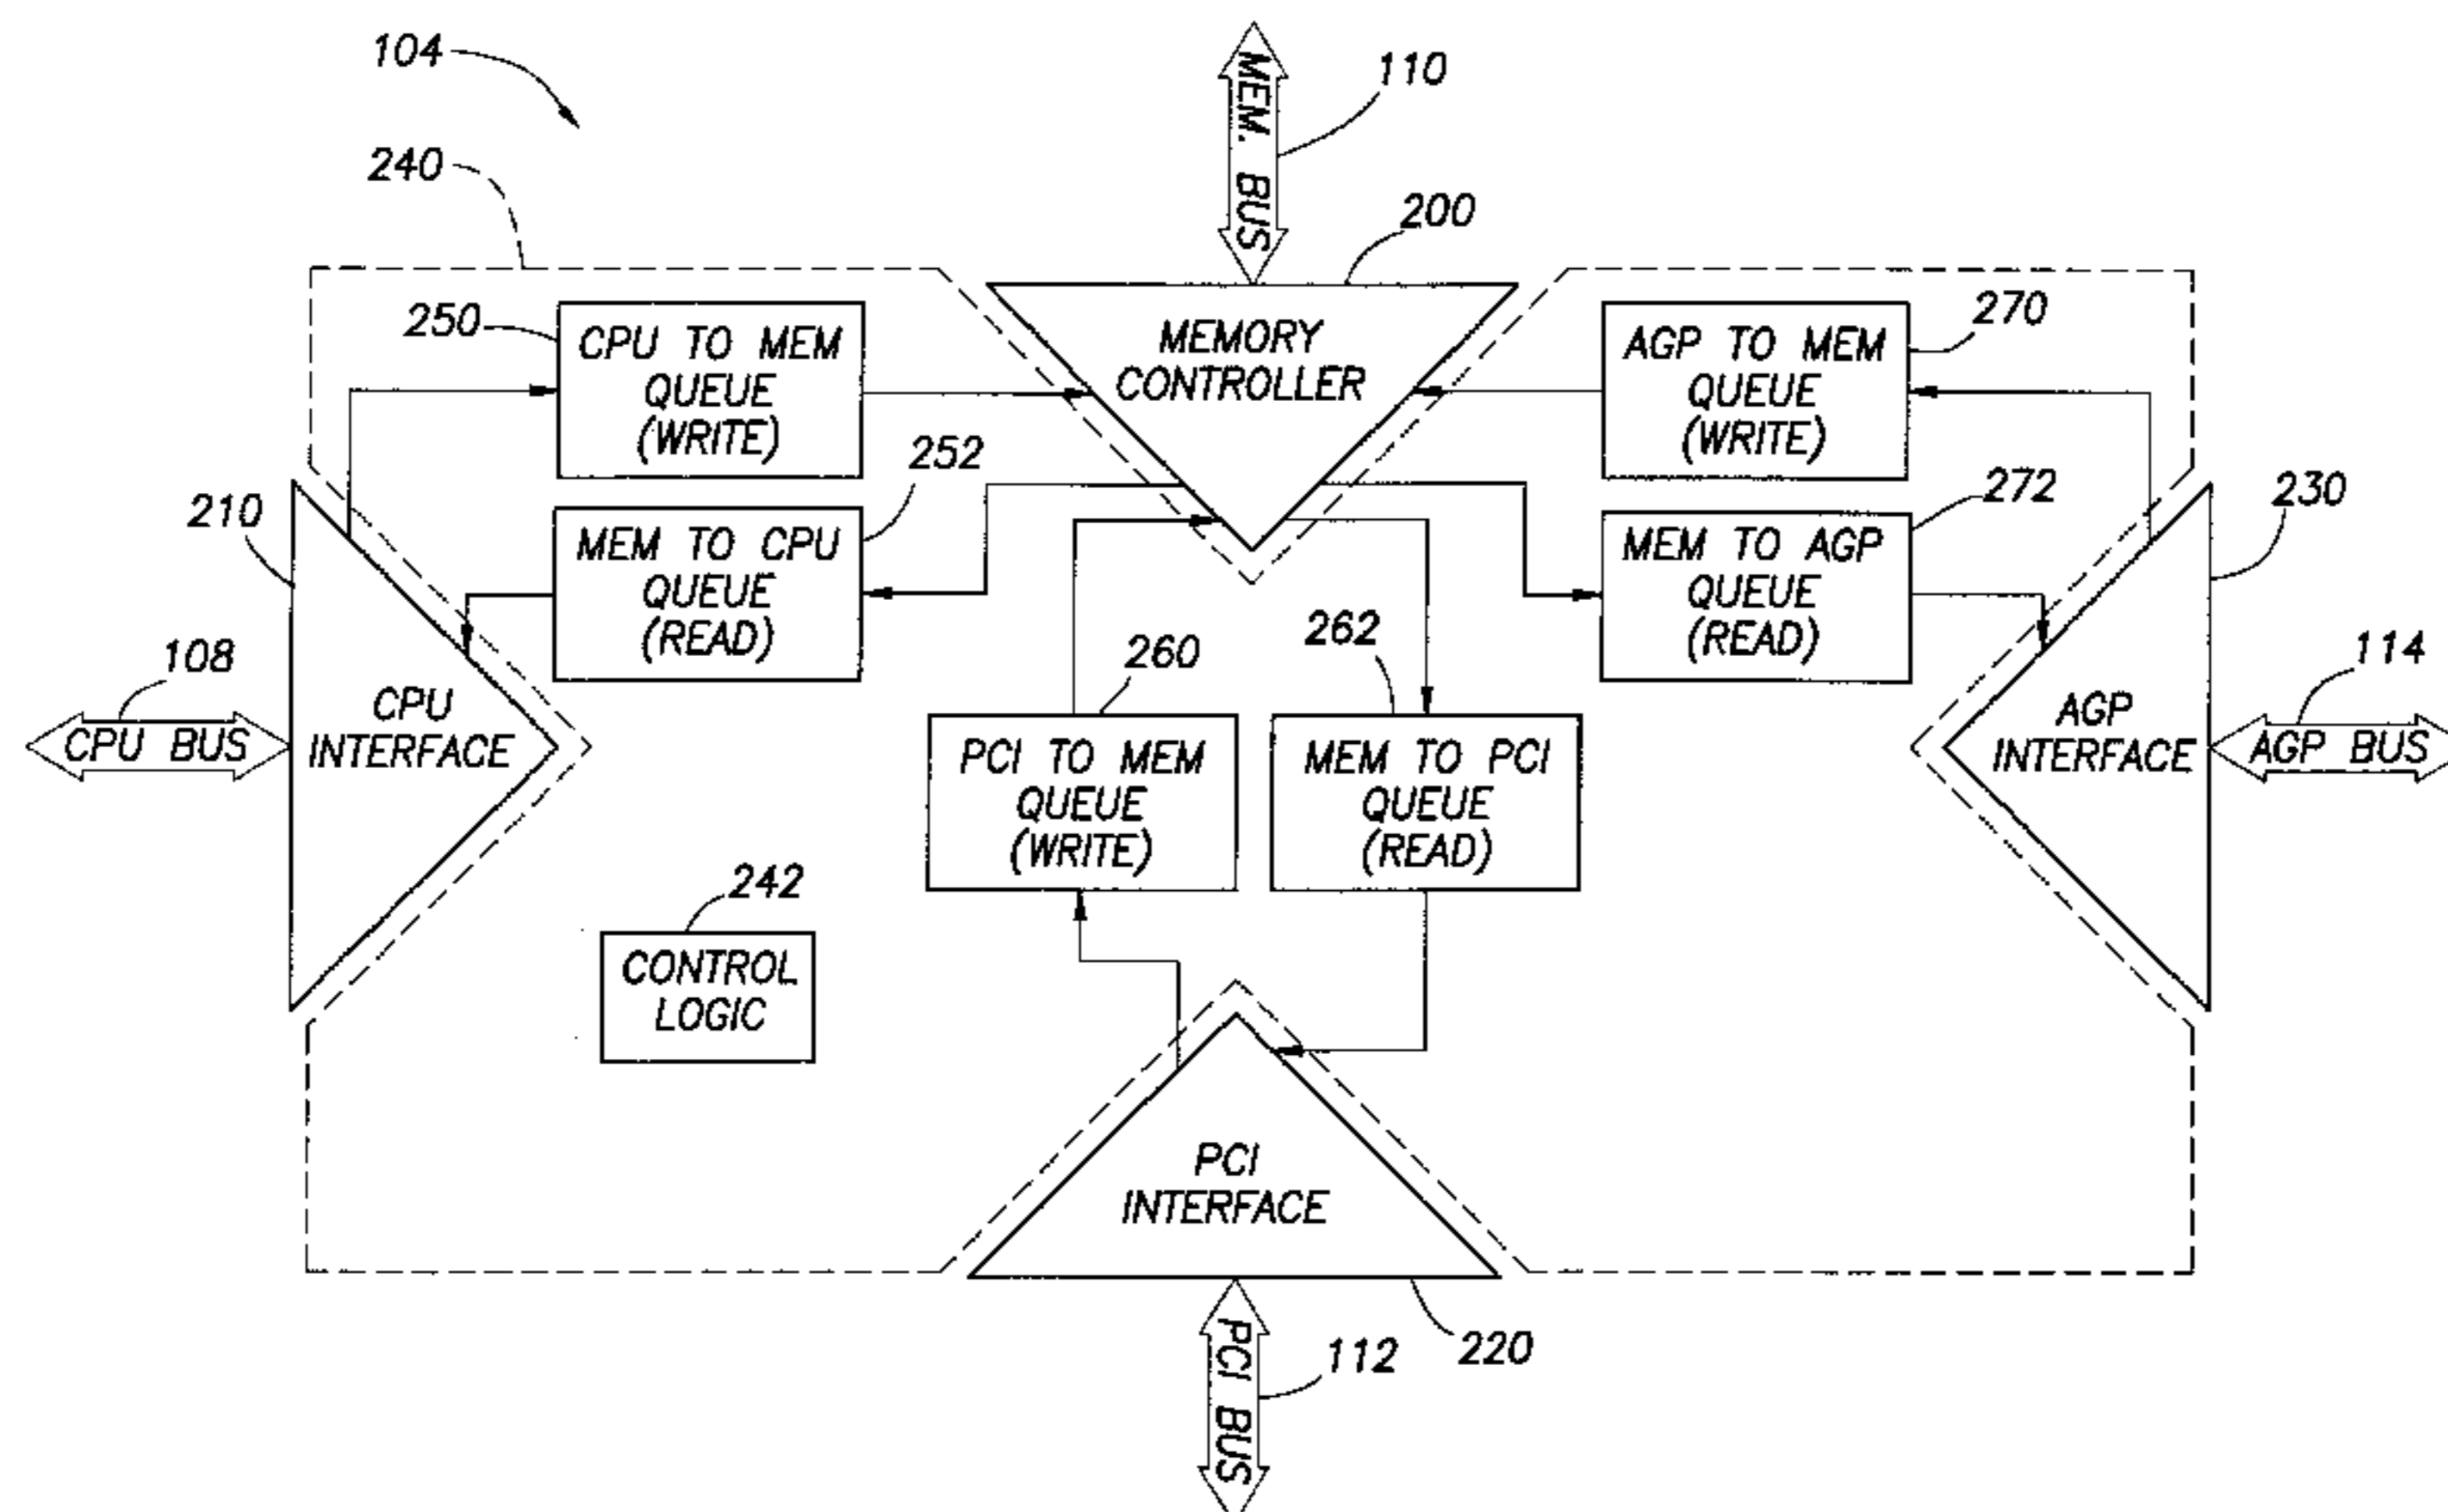 104
110
MEM. BUS
240
200
250
CPU TO MEM
QUEUE
(WRITE)
MEMORY
CONTROLLER
AGP TO MEM
QUEUE
(WRITE)
270
252
272
210
MEM TO CPU
QUEUE
(READ)
MEM TO AGP
QUEUE
(READ)
230
108
CPU BUS
CPU
INTERFACE
260
262
PCI TO MEM
QUEUE
(WRITE)
MEM TO PCI
QUEUE
(READ)
AGP
INTERFACE
114
AGP BUS
242
CONTROL
LOGIC
PCI
INTERFACE
220
112
PCI BUS